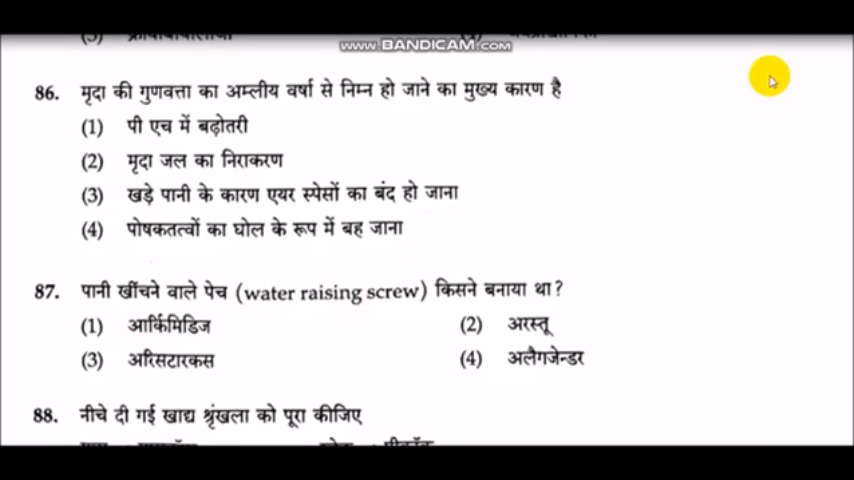 www.BANDICAM.com
86. मृदा की गुणवत्ता का अम्लीय वर्षा से निम्न हो जाने का मुख्य कारण है
(1) पी एच में बढ़ोतरी
(2) मृदा जल का निराकरण
(3) खड़े पानी के कारण एयर स्पेसों का बंद हो जाना
(4) पोषकतत्वों का घोल के रूप में बह जाना
87. पानी खींचने वाले पेच (water raising screw) किसने बनाया था?
(1) आर्किमिडिज (2) अरस्तू
(3) अरिसटारकस (4) अलैगजेन्डर
88. नीचे दी गई खाद्य श्रृंखला को पूरा कीजिए